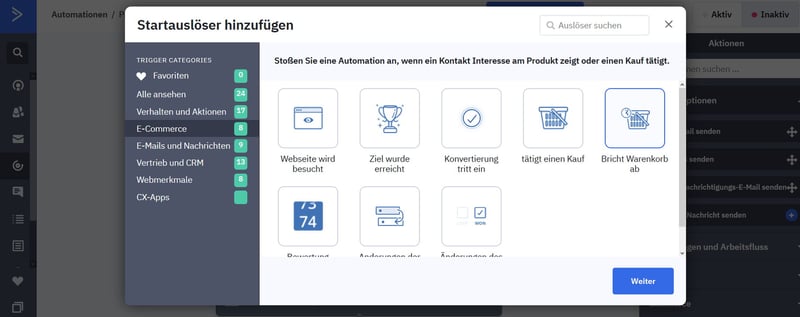 Automationen / P
Aktiv
Inaktiv
Startauslöser hinzufügen
Auslöser suchen
Aktionen
nen suchen ...
TRIGGER CATEGORIES
Favoriten 0
Alle ansehen 24
Verhalten und Aktionen 17
E-Commerce 8
E-Mails und Nachrichten 9
Vertrieb und CRM 13
Webmerkmale 8
CX-Apps
Stoßen Sie eine Automation an, wenn ein Kontakt Interesse am Produkt zeigt oder einen Kauf tätigt.
Webseite wird
besucht
Ziel wurde
erreicht
Konvertierung
tritt ein
tätigt einen Kauf
Bricht Warenkorb
ab
73
74
WON
Bewertung
Änderungen der
Änderungen des
Weiter
ptionen
ail senden
senden
achrichtigungs-E-Mail senden
Nachricht senden
gen und Arbeitsfluss